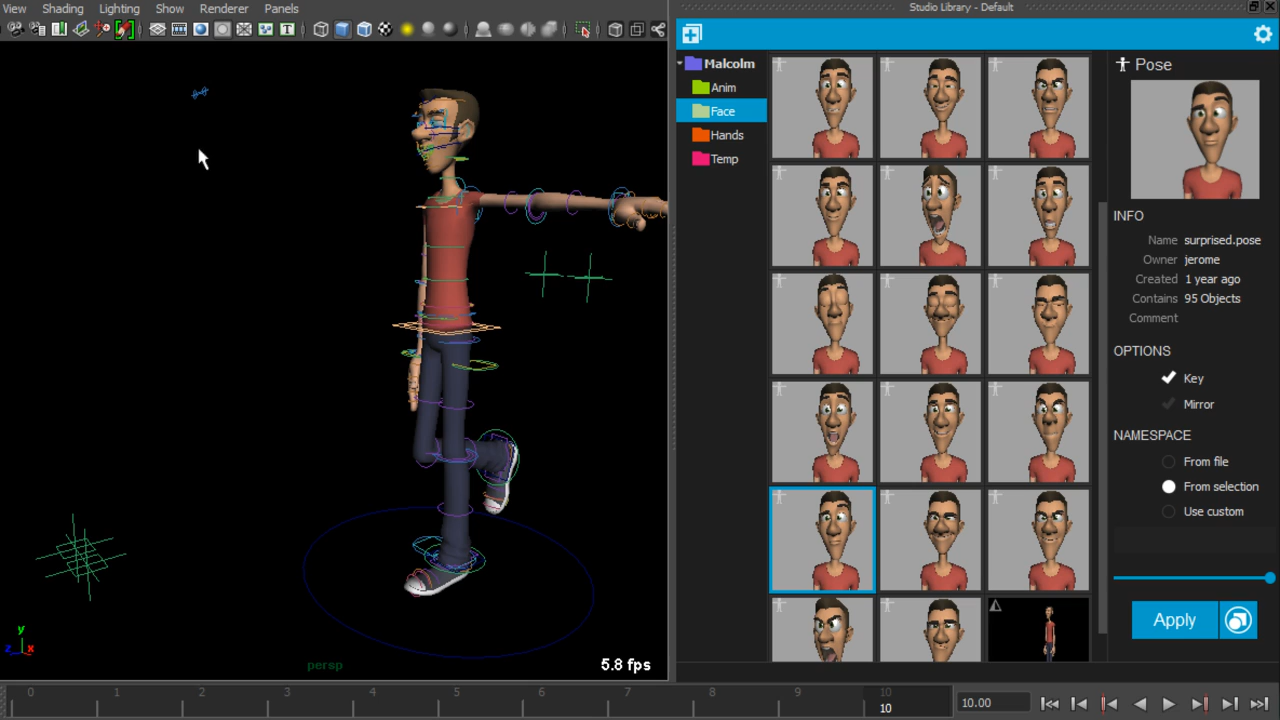 View Shading Lighting Show Renderer Panels
Studio Library - Default
T
Malcolm
Anim
Face
Hands
Temp
Pose
INFO
Name surprised.pose
Owner jerome
Created 1 year ago
Contains 95 Objects
Comment
OPTIONS
Key
Mirror
NAMESPACE
From file
From selection
Use custom
Apply
y
z x
persp
5.8 fps
0 1 2 3 4 5 6 7 8 9 10
10
10.00